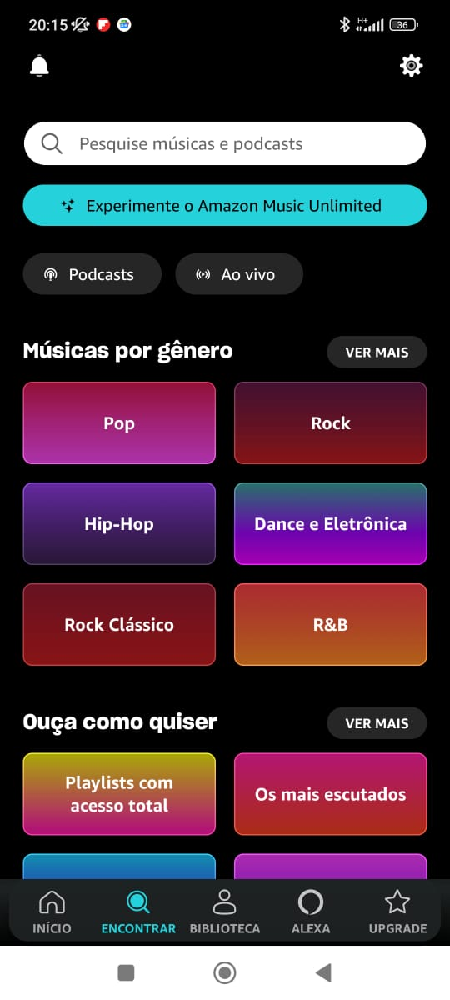 20:15
H+
36
Pesquise músicas e podcasts
Experimente o Amazon Music Unlimited
Podcasts
Ao vivo
Músicas por gênero
VER MAIS
Pop
Rock
Hip-Hop
Dance e Eletrônica
Rock Clássico
R&B
Ouça como quiser
VER MAIS
Playlists com
acesso total
Os mais escutados
INÍCIO
ENCONTRAR
BIBLIOTECA
ALEXA
UPGRADE